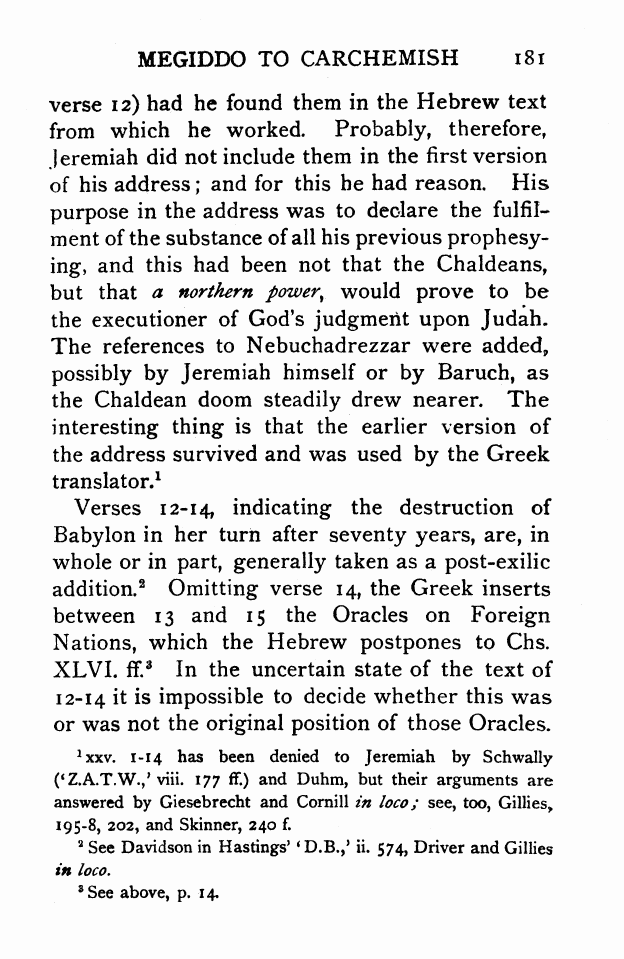 MEGIDDO TO CARCHEMISH 181
verse 12) had he found them in the Hebrew text
from which he worked. Probably, therefore,
Jeremiah did not include them in the first version
of his address; and for this he had reason. His
purpose in the address was to declare the fulfil-
ment of the substance of all his previous prophesy-
ing, and this had been not that the Chaldeans,
but that a northern power, would prove to be
the executioner of God's judgment upon Judah.
The references to Nebuchadrezzar were added,
possibly by Jeremiah himself or by Baruch, as
the Chaldean doom steadily drew nearer. The
interesting thing is that the earlier version of
the address survived and was used by the Greek
translator.¹
Verses 12-14, indicating the destruction of
Babylon in her turn after seventy years, are, in
whole or in part, generally taken as a post-exilic
addition.² Omitting verse 14, the Greek inserts
between 13 and 15 the Oracles on Foreign
Nations, which the Hebrew postpones to Chs.
XLVI. ff.³ In the uncertain state of the text of
12-14 it is impossible to decide whether this was
or was not the original position of those Oracles.
¹ xxv. 1-14 has been denied to Jeremiah by Schwally
('Z.A.T.W.,' viii. 177 ff.) and Duhm, but their arguments are
answered by Giesebrecht and Cornill in loco; see, too, Gillies,
195-8, 202, and Skinner, 240 f.
² See Davidson in Hastings' 'D.B.,' ii. 574, Driver and Gillies
in loco.
³ See above, p. 14.